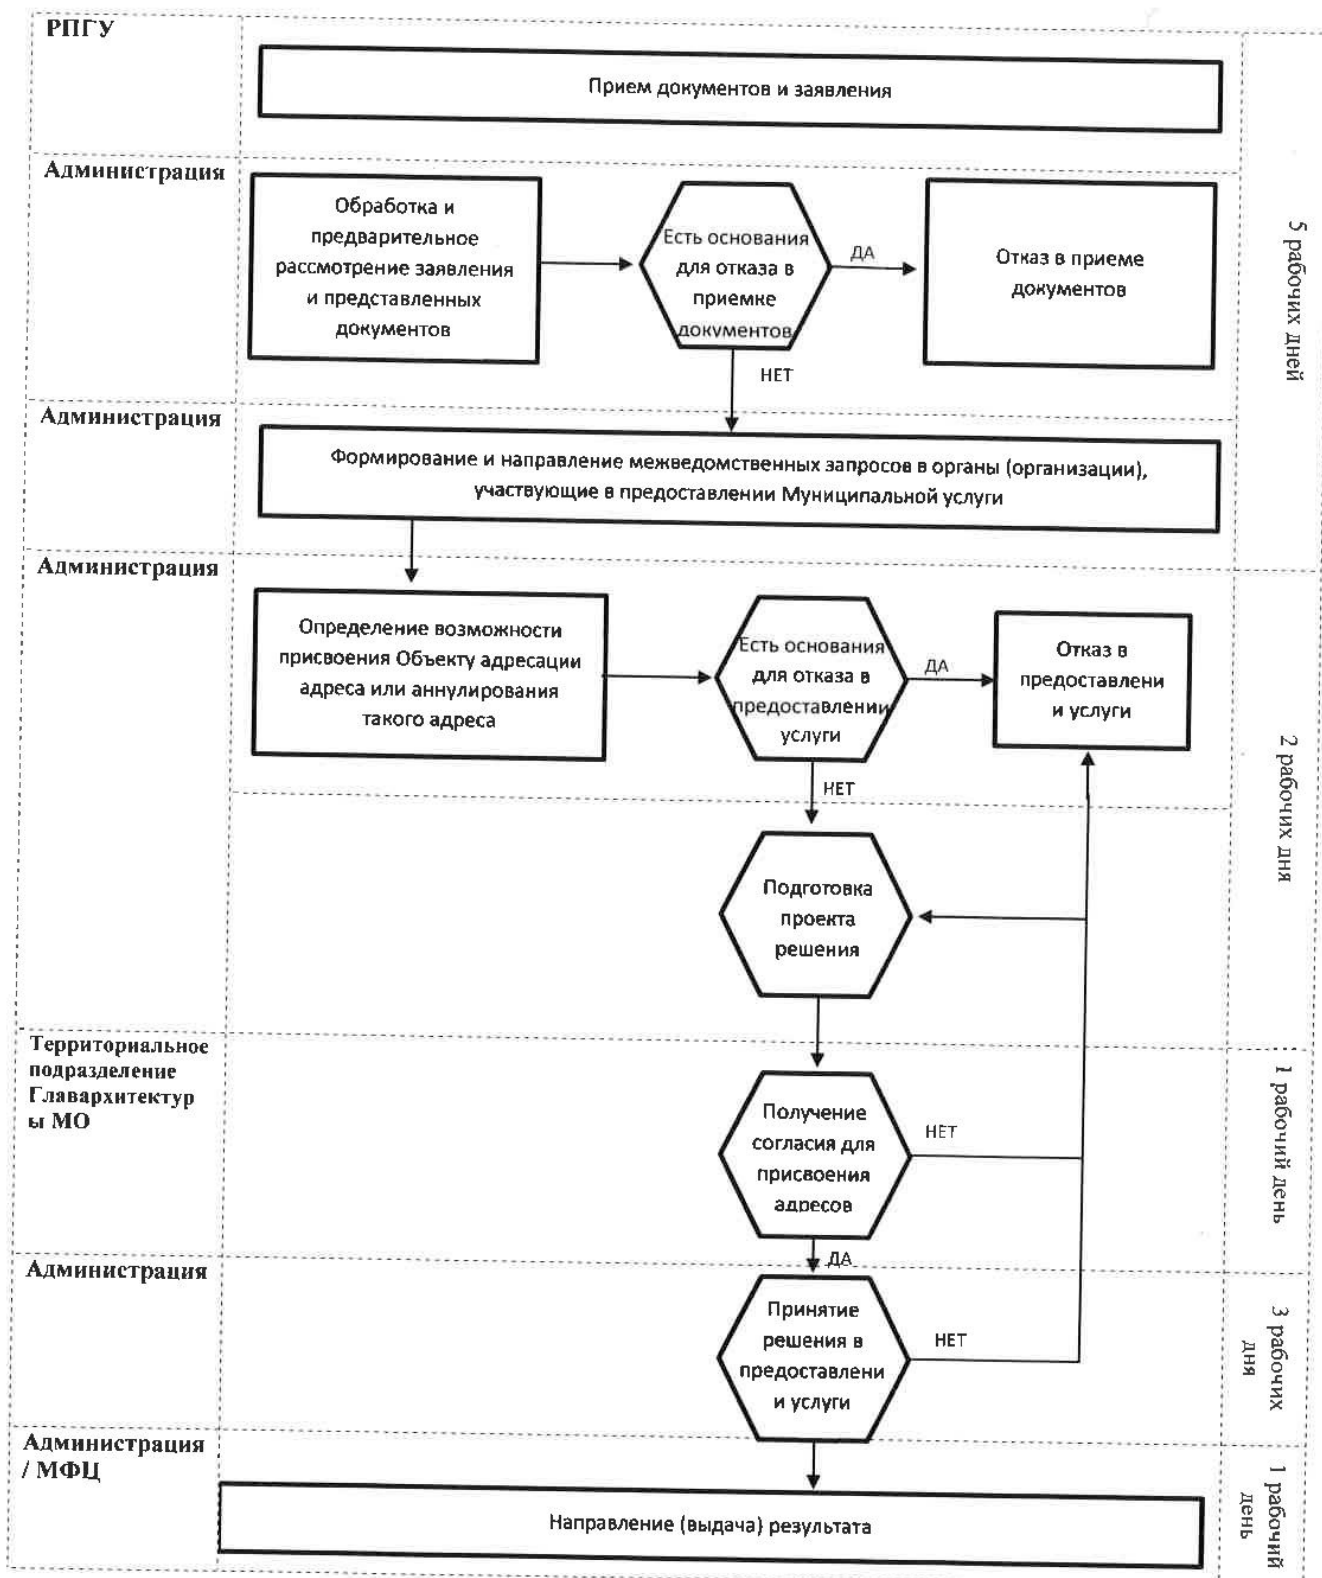 РПГУ
Прием документов и заявления
Администрация
Обработка и
предварительное
рассмотрение заявления
и представленных
документов
Есть основания
для отказа в
приемке
документов
ДА
Отказ в приеме
документов
НЕТ
5 рабочих дней
Администрация
Формирование и направление межведомственных запросов в органы (организации),
участвующие в предоставлении Муниципальной услуги
Администрация
Определение возможности
присвоения Объекту адресации
адреса или аннулирования
такого адреса
Есть основания
для отказа в
предоставлении
услуги
ДА
Отказ в
предоставлени
и услуги
НЕТ
2 рабочих дня
Подготовка
проекта
решения
Территориальное
подразделение
Главархитектур
ы МО
Получение
согласия для
присвоения
адресов
НЕТ
1 рабочий день
ДА
Администрация
Принятие
решения в
предоставлени
и услуги
НЕТ
3 рабочих
дня
Администрация
/ МФЦ
Направление (выдача) результата
1 рабочий
день